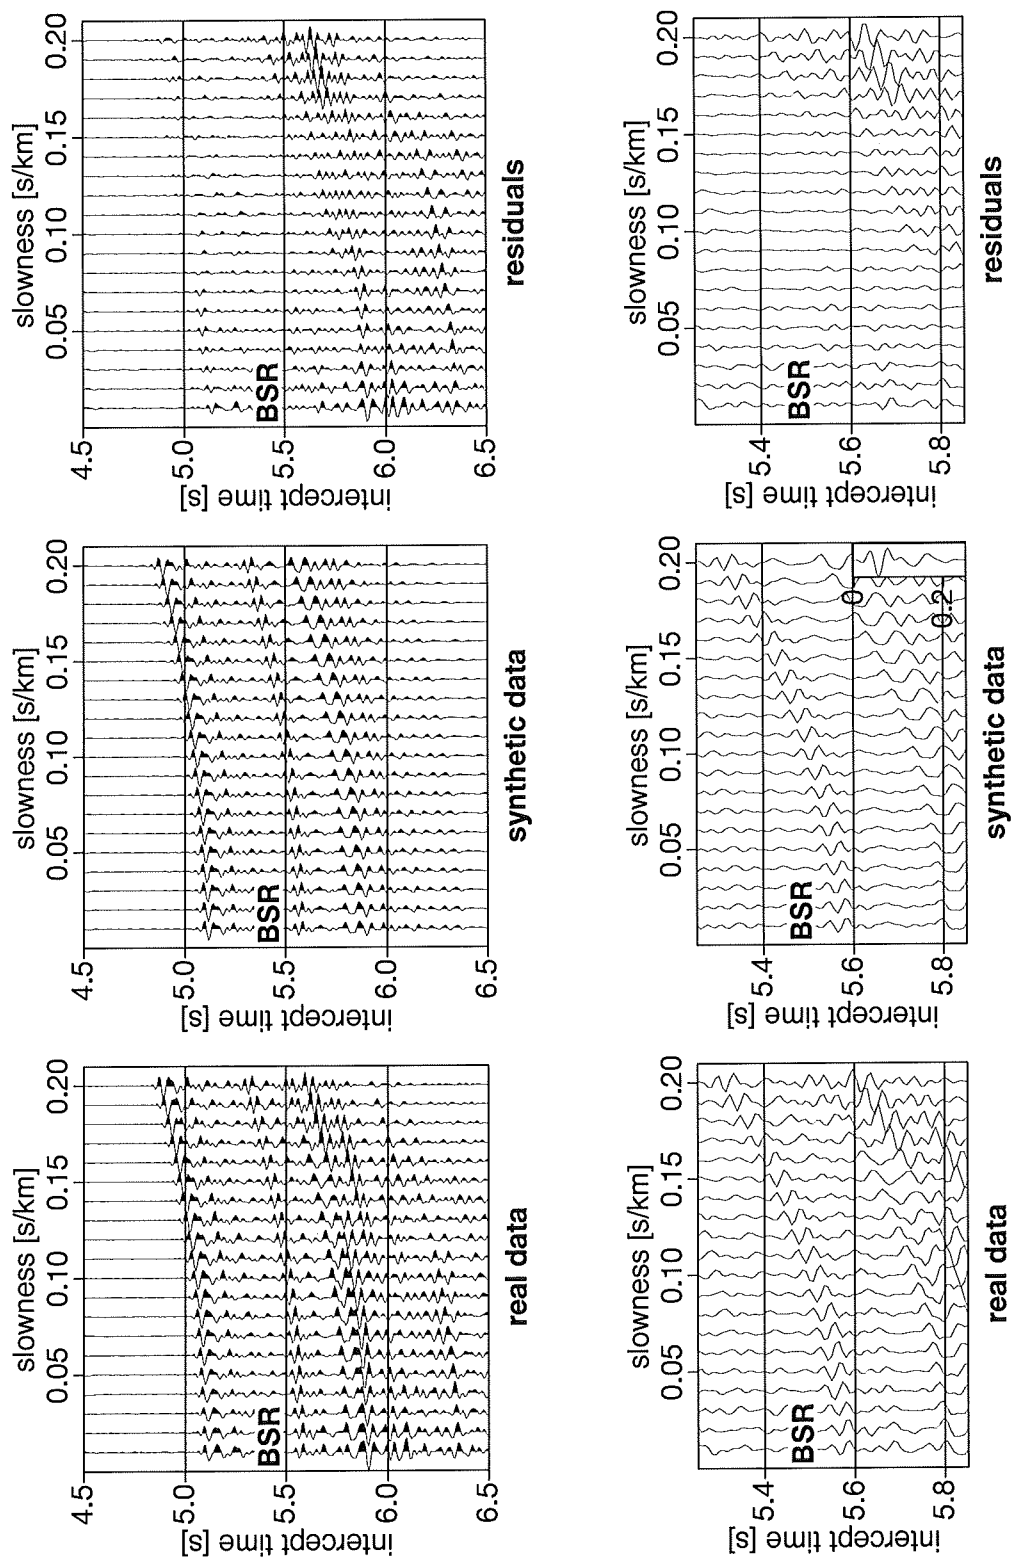 slowness [s/km]
0.05 0.10 0.15 0.20
4.5
5.0
5.5
6.0
6.5
intercept time [s]
BSR
real data
slowness [s/km]
0.05 0.10 0.15 0.20
4.5
5.0
5.5
6.0
6.5
intercept time [s]
BSR
synthetic data
slowness [s/km]
0.05 0.10 0.15 0.20
4.5
5.0
5.5
6.0
6.5
intercept time [s]
BSR
residuals
slowness [s/km]
0.05 0.10 0.15 0.20
5.4
5.6
5.8
intercept time [s]
BSR
real data
slowness [s/km]
0.05 0.10 0.15 0.20
5.4
5.6
5.8
intercept time [s]
BSR
0
0.2
synthetic data
slowness [s/km]
0.05 0.10 0.15 0.20
5.4
5.6
5.8
intercept time [s]
BSR
residuals